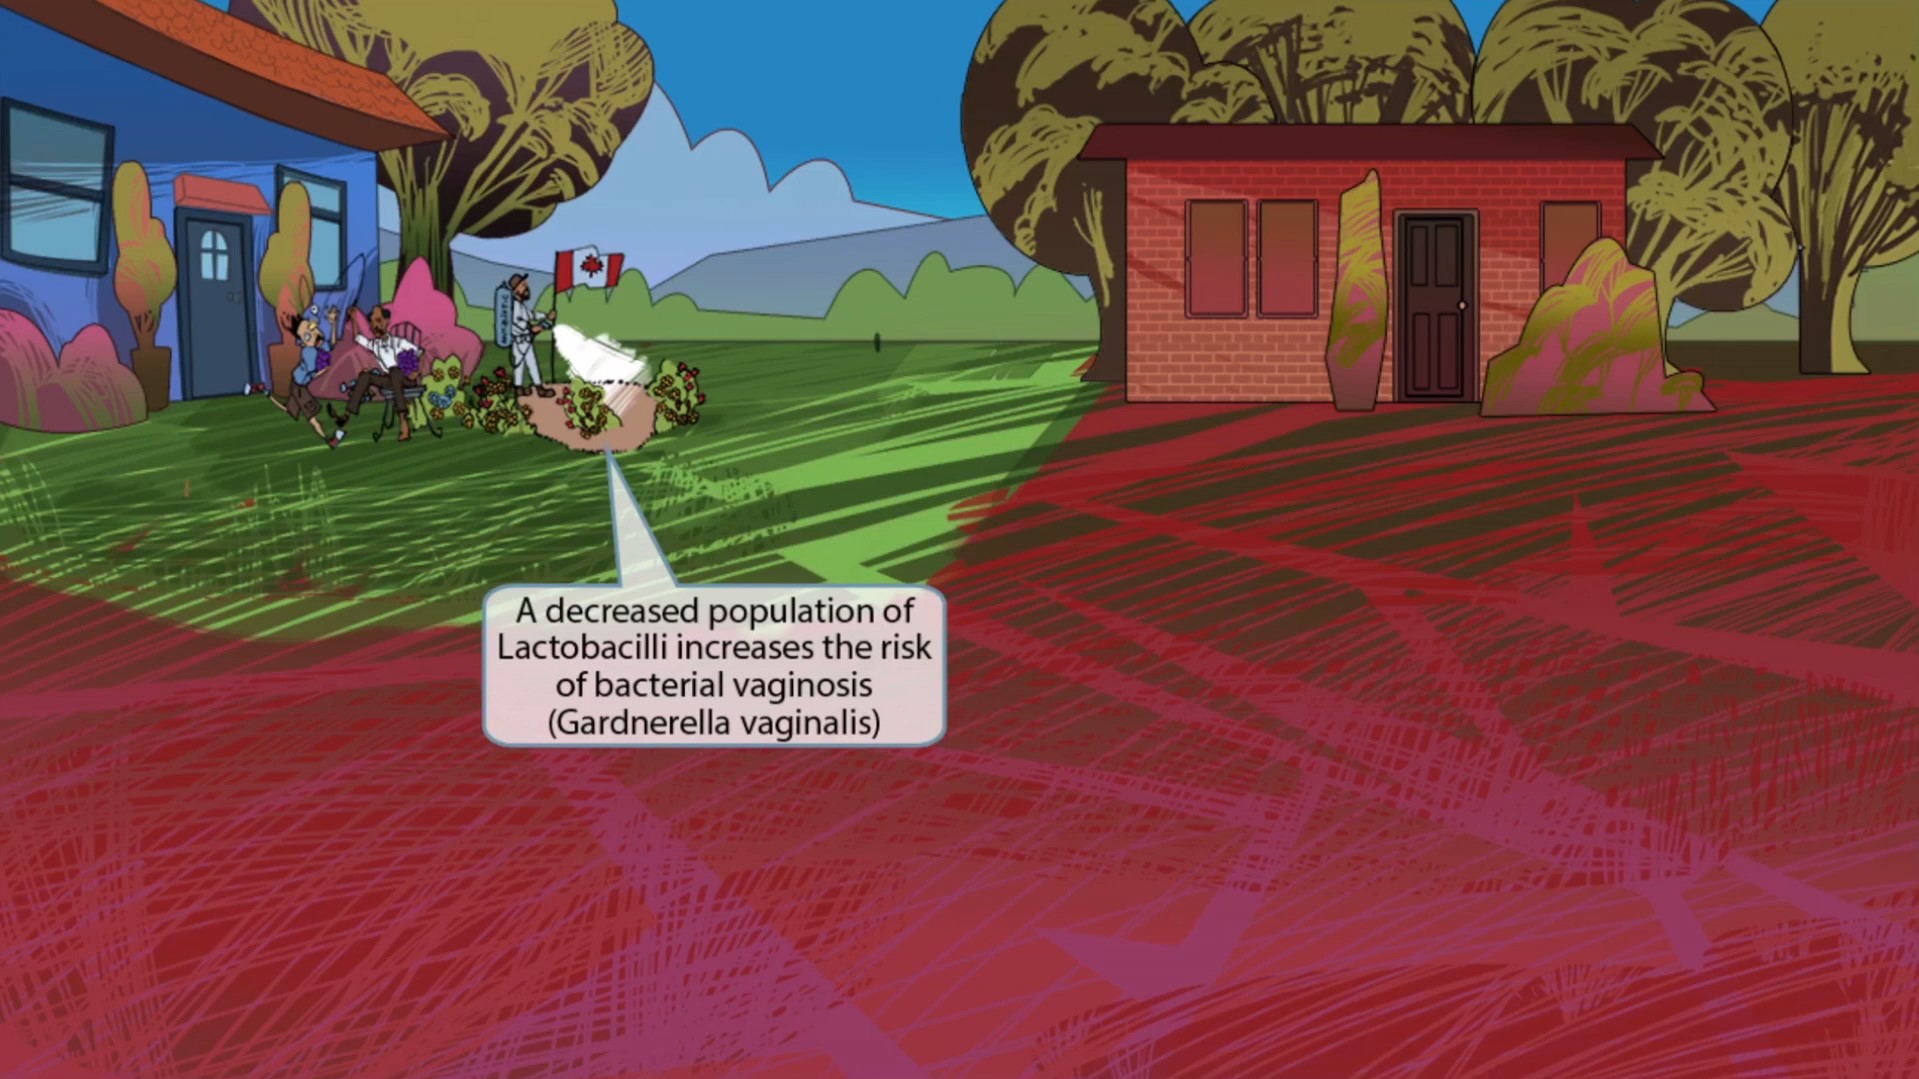 A decreased population of
Lactobacilli increases the risk
of bacterial vaginosis
(Gardnerella vaginalis)